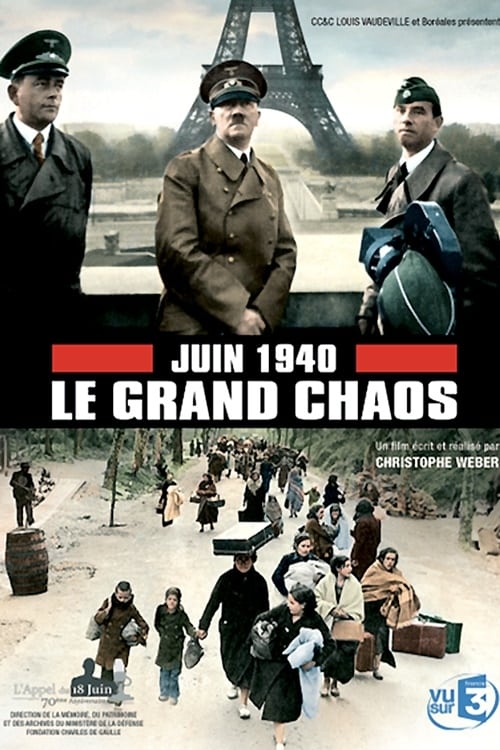 CC&C LOUIS VAUDEVILLE et Boréales présentent
JUIN 1940
LE GRAND CHAOS
Un film écrit et réalisé par
CHRISTOPHE WEBER
L'Appel du 18 Juin
70ème Anniversaire
DIRECTION DE LA MÉMOIRE, DU PATRIMOINE
ET DES ARCHIVES DU MINISTÈRE DE LA DÉFENSE
FONDATION CHARLES DE GAULLE
vu sur
france
3